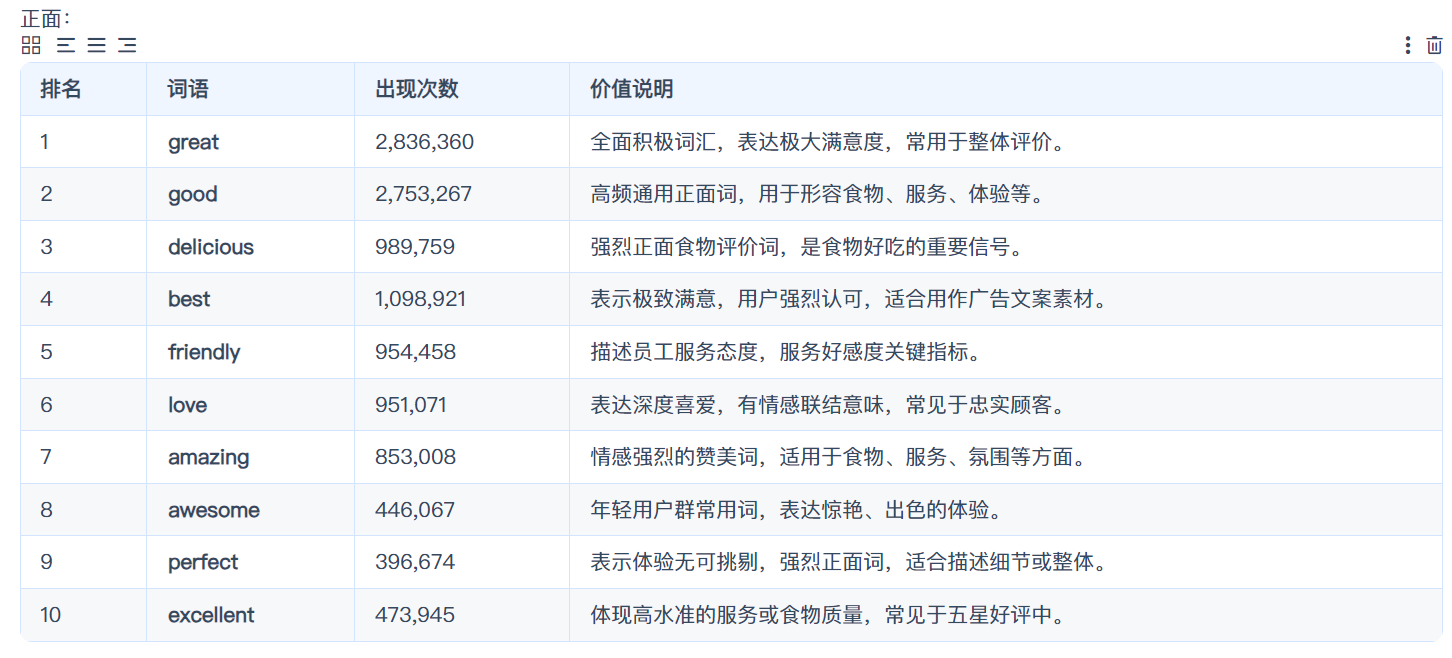 正面：
排名 词语 出现次数 价值说明
1 great 2,836,360 全面积极词汇，表达极大满意度，常用于整体评价。
2 good 2,753,267 高频通用正面词，用于形容食物、服务、体验等。
3 delicious 989,759 强烈正面食物评价词，是食物好吃的重要信号。
4 best 1,098,921 表示极致满意，用户强烈认可，适合用作广告文案素材。
5 friendly 954,458 描述员工服务态度，服务好感度关键指标。
6 love 951,071 表达深度喜爱，有情感联结意味，常见于忠实顾客。
7 amazing 853,008 情感强烈的赞美词，适用于食物、服务、氛围等方面。
8 awesome 446,067 年轻用户群常用词，表达惊艳、出色的体验。
9 perfect 396,674 表示体验无可挑剔，强烈正面词，适合描述细节或整体。
10 excellent 473,945 体现高水准的服务或食物质量，常见于五星好评中。